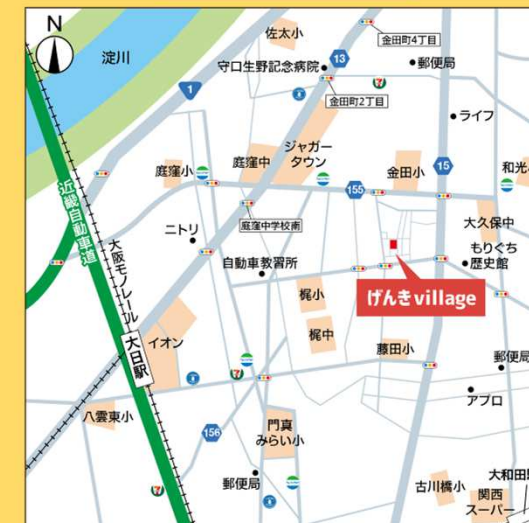 N
淀川
佐太小
金田町4丁目
守口生野記念病院
13
郵便局
1
金田町2丁目
ライフ
ジャガー
タウン
庭窪中
庭窪小
金田小
15
155
庭窪中学校南
大久保中
ニトリ
自動車教習所
もりぐち
歴史館
近畿自動車道
大阪モノレール
大日駅
げんきvillage
梶小
梶中
イオン
藤田小
郵便局
八雲東小
アプロ
156
門真
みらい小
郵便局
古川橋小
関西
スーパー